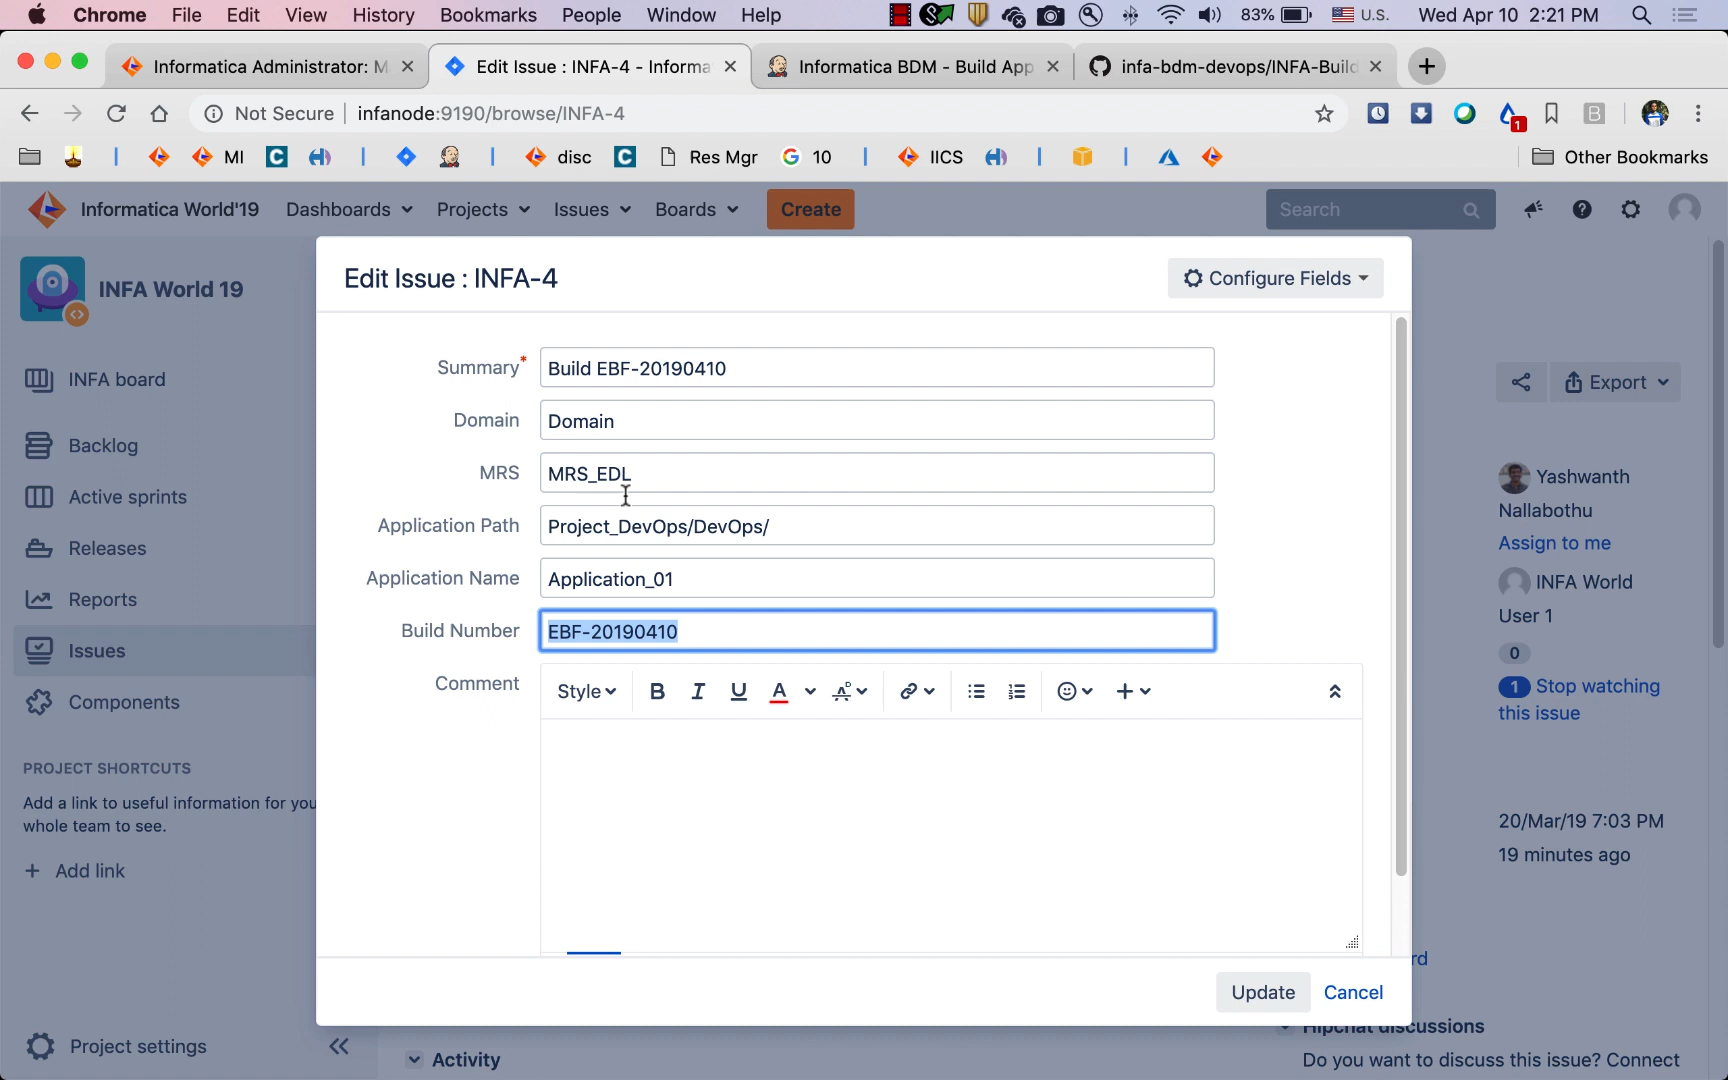 Chrome File Edit View History Bookmarks People Window Help 83% U.S. Wed Apr 10 2:21 PM
Informatica Administrator: M Edit Issue : INFA-4 - Informa Informatica BDM - Build App infa-bdm-devops/INFA-Build
Not Secure infanode:9190/browse/INFA-4 1 B
MI C disc C Res Mgr 10 IICS Other Bookmarks
Informatica World'19 Dashboards Projects Issues Boards Create Search
INFA World 19
INFA board
Backlog
Active sprints
Releases
Reports
Issues
Components
PROJECT SHORTCUTS
Add a link to useful information for you
whole team to see.
+ Add link
Project settings
Edit Issue : INFA-4
Configure Fields
Summary* Build EBF-20190410
Domain Domain
MRS MRS_EDL
Application Path Project_DevOps/DevOps/
Application Name Application_01
Build Number EBF-20190410
Comment Style B I U A
Update Cancel
Export
Yashwanth
Nallabothu
Assign to me
INFA World
User 1
0
1 Stop watching
this issue
20/Mar/19 7:03 PM
19 minutes ago
rd
Hipchat discussions
Do you want to discuss this issue? Connect
Activity